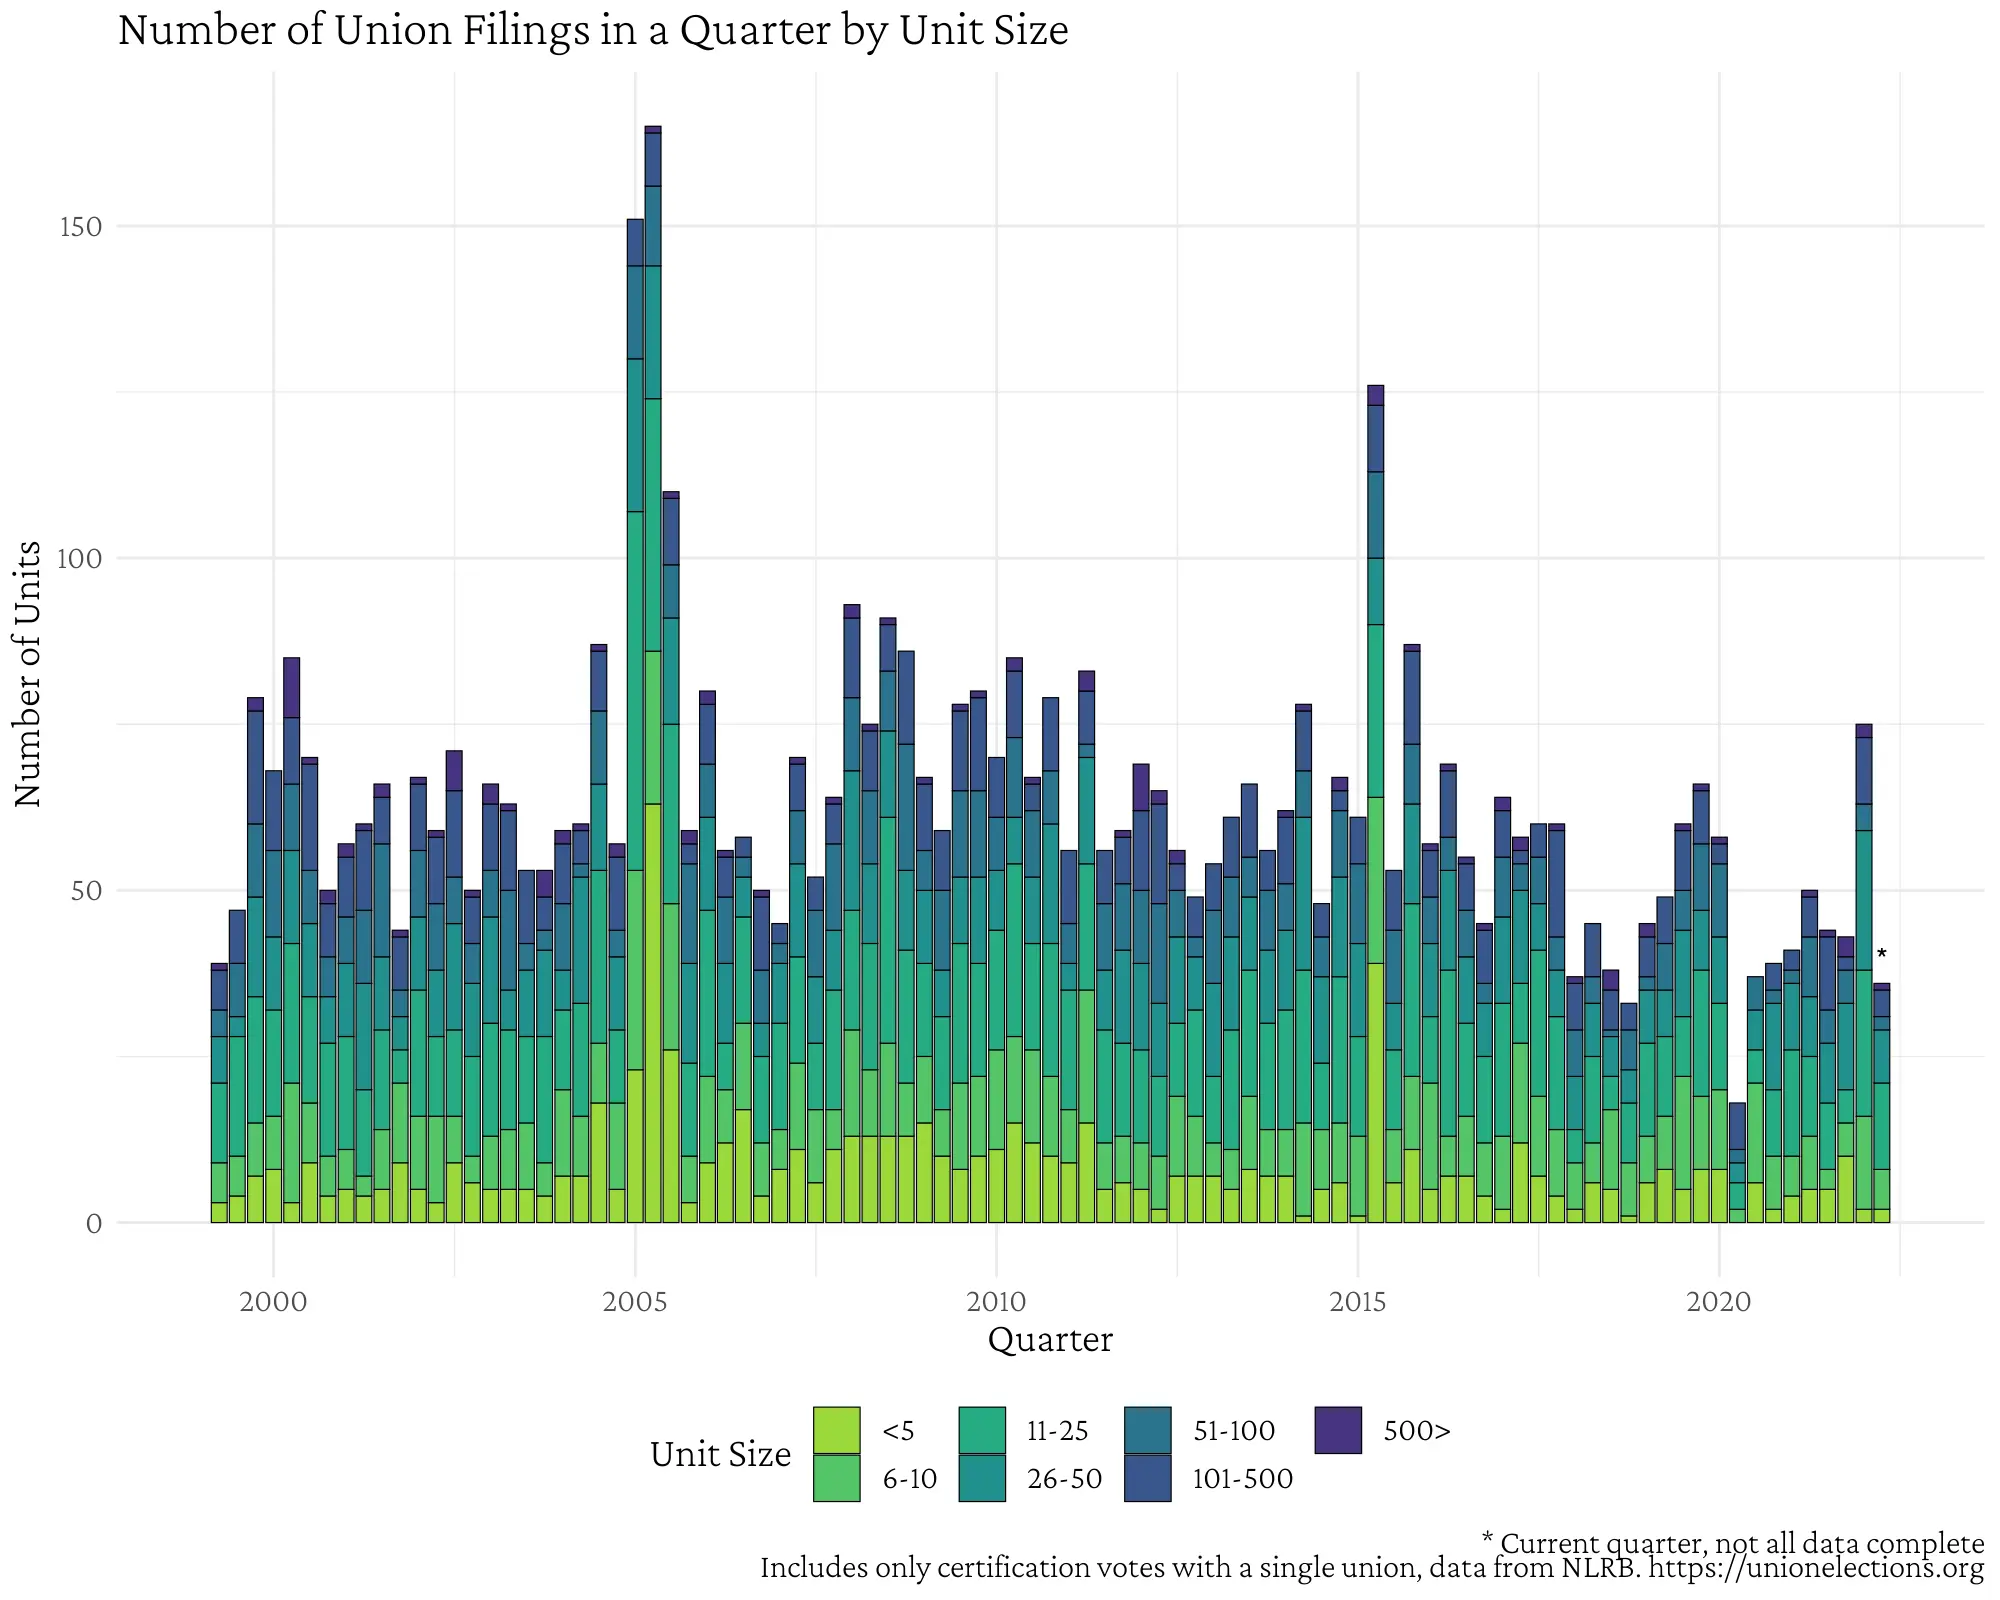 Number of Union Filings in a Quarter by Unit Size
Number of Units
150
100
50
0
*
2000 2005 2010 2015 2020
Quarter
Unit Size
<5 11-25 51-100 500>
6-10 26-50 101-500
* Current quarter, not all data complete
Includes only certification votes with a single union, data from NLRB. https://unionelections.org